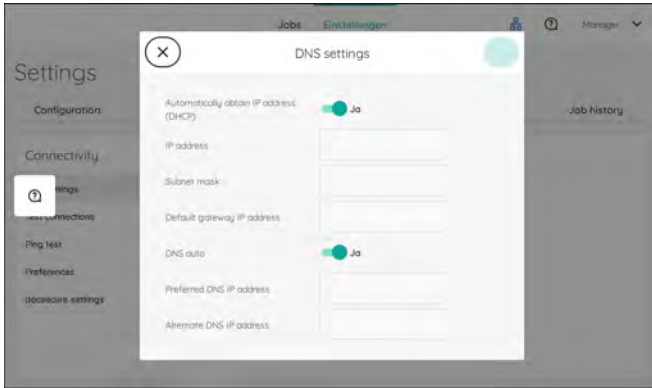 Jobs Einstellungen Manager
DNS settings
Settings
Configuration Job history
Automatically obtain IP address (DHCP) Ja
IP address
Connectivity
Subnet mask
Test connections
Default gateway IP address
Ping test
DNS auto Ja
Preferences
Preferred DNS IP address
docsecure settings
Alternate DNS IP address